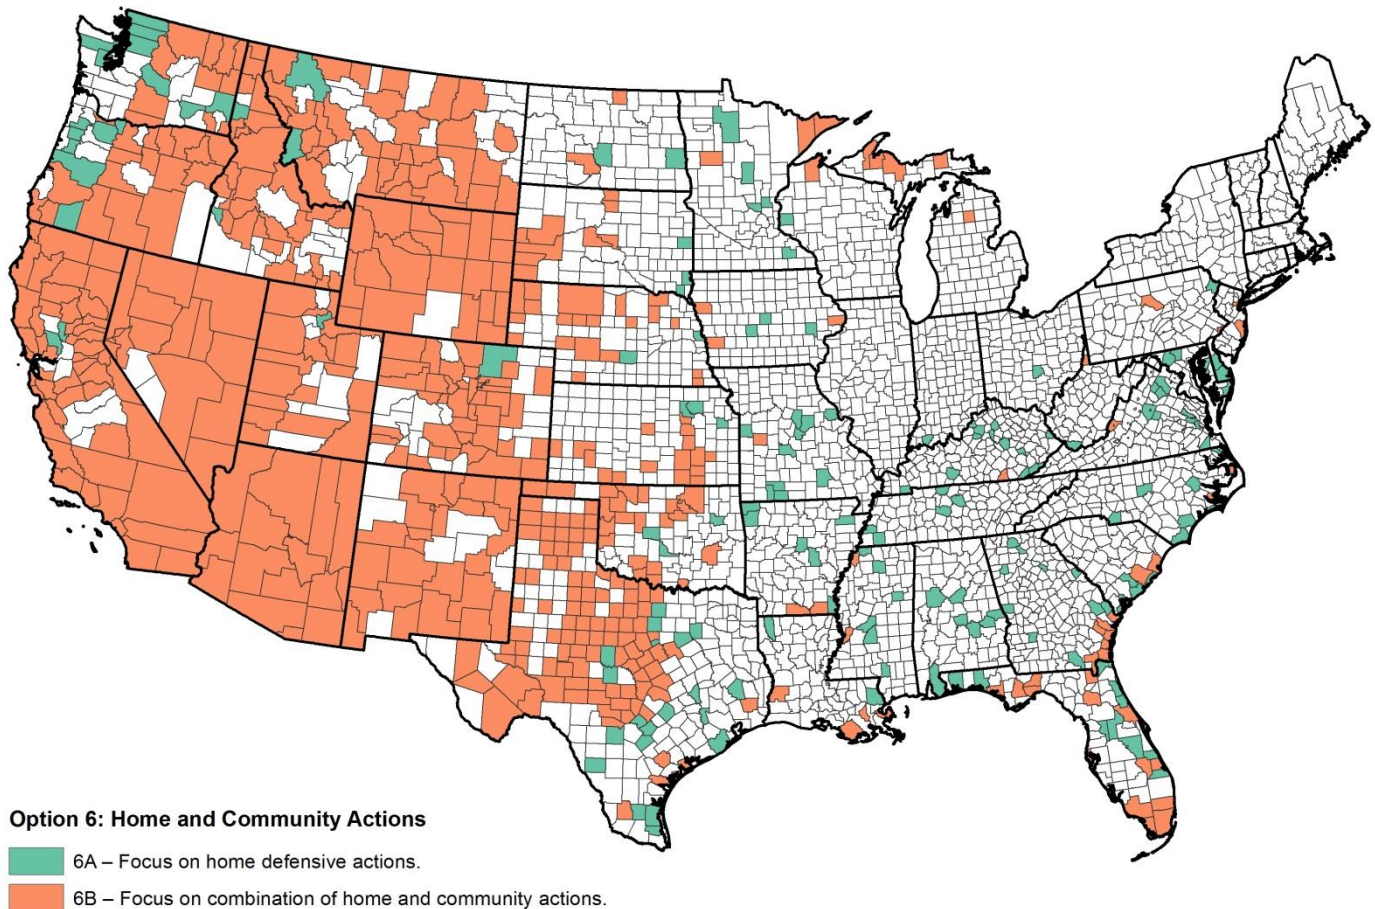 Option 6: Home and Community Actions
6A – Focus on home defensive actions.
6B – Focus on combination of home and community actions.